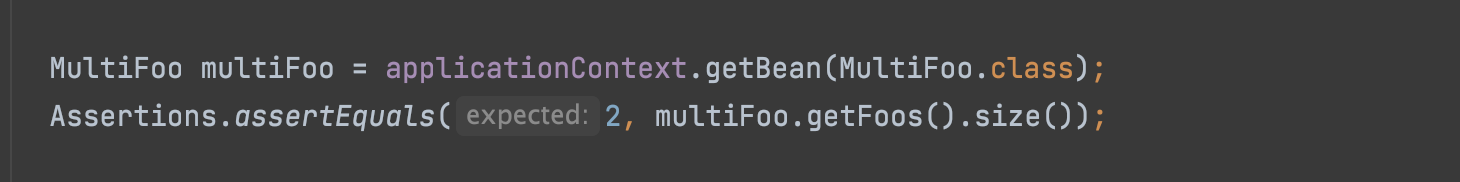 MultiFoo multiFoo = applicationContext.getBean(MultiFoo.class);
Assertions.assertEquals( expected: 2, multiFoo.getFoos().size());